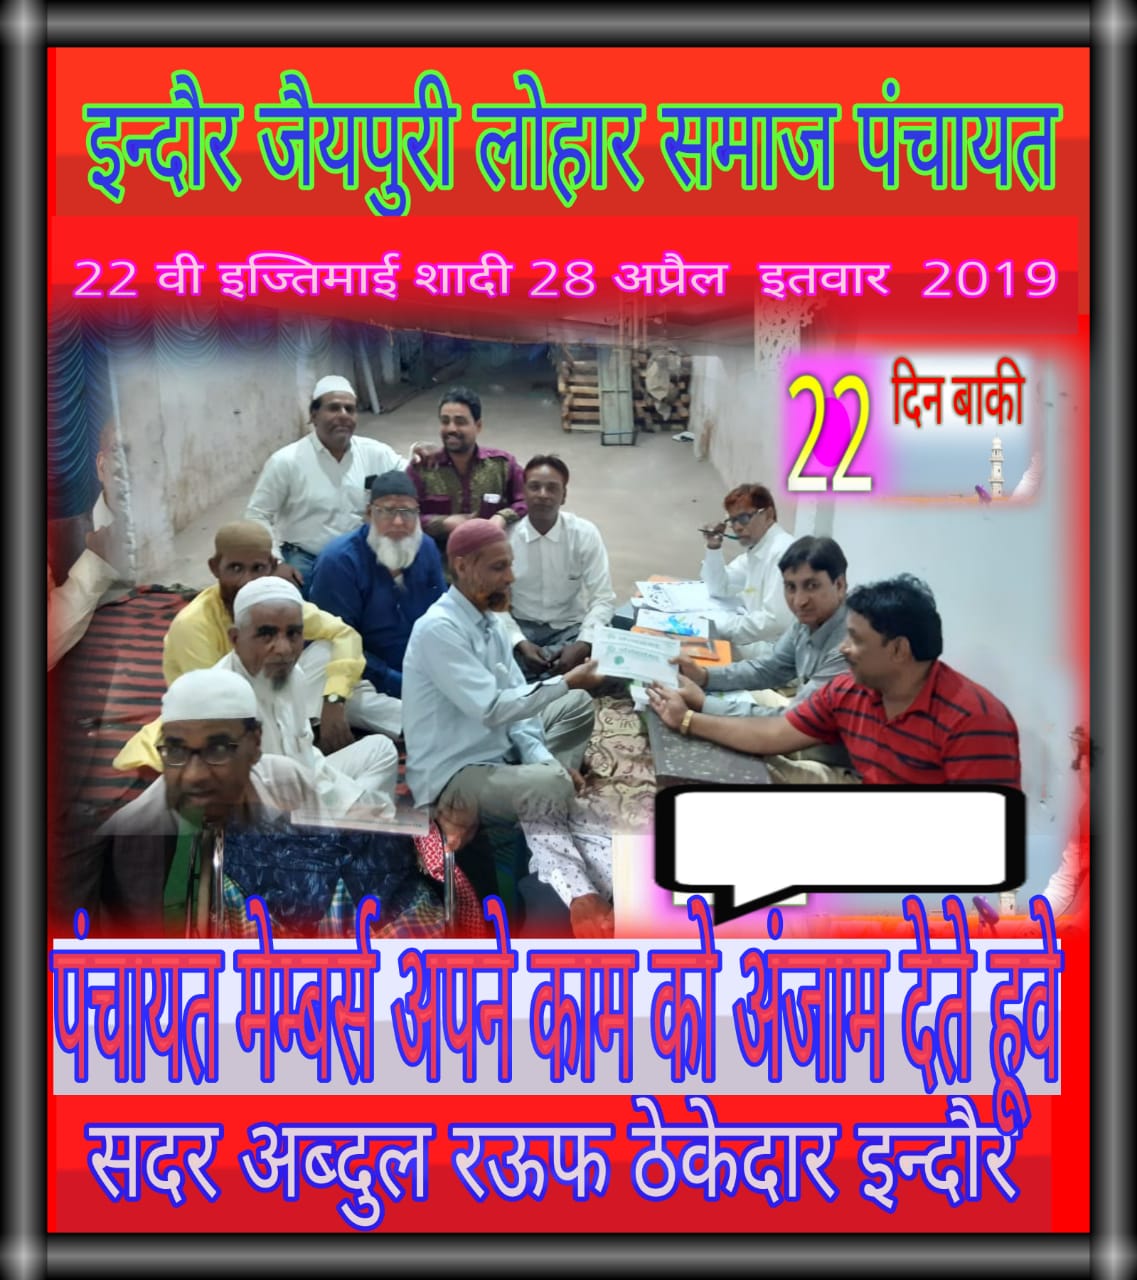 इन्दौर जैयपुरी लोहार समाज पंचायत
22 वी इज्तिमाई शादी 28 अप्रैल इतवार 2019
22 दिन बाकी
पंचायत मेम्बर्स अपने काम को अंजाम देते हूवे
सदर अब्दुल रऊफ ठेकेदार इन्दौर